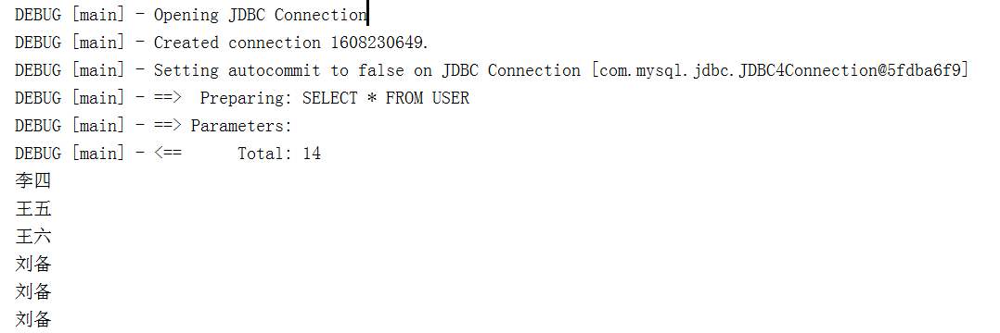 DEBUG [main] - Opening JDBC Connection
DEBUG [main] - Created connection 1608230649.
DEBUG [main] - Setting autocommit to false on JDBC Connection [com.mysql.jdbc.JDBC4Connection@5fdba6f9]
DEBUG [main] - ==>  Preparing: SELECT * FROM USER
DEBUG [main] - ==> Parameters:
DEBUG [main] - <==      Total: 14
李四
王五
王六
刘备
刘备
刘备